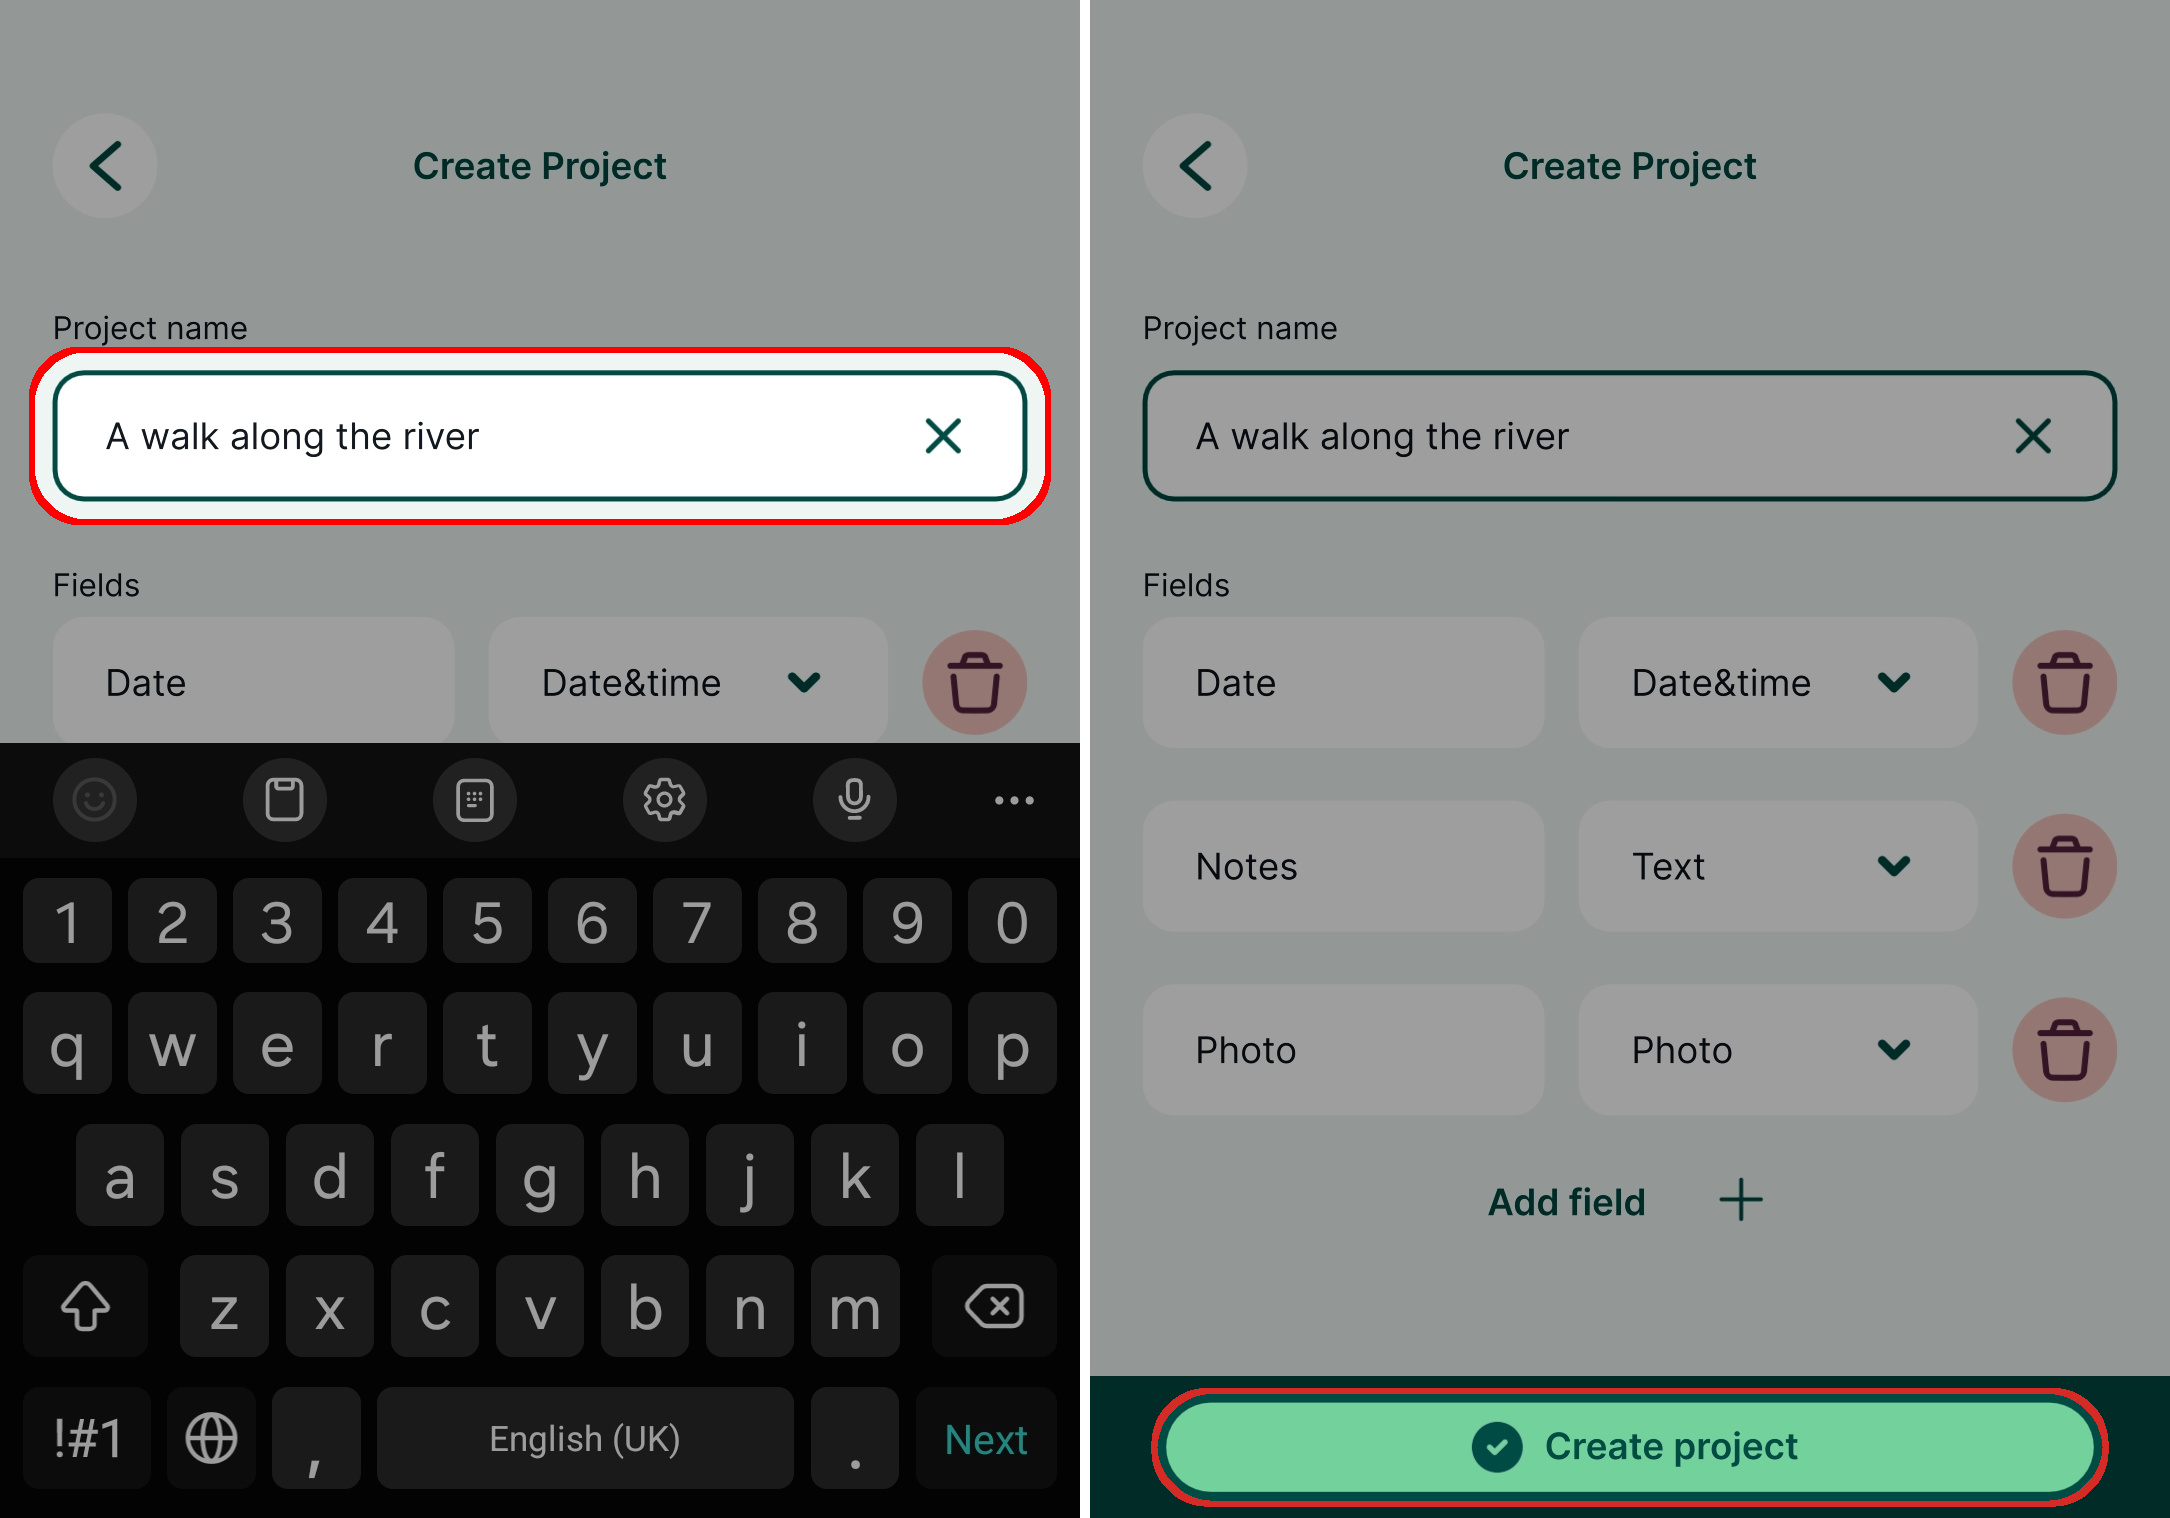 Create Project
Project name
A walk along the river
Fields
Date
Date&time
1 2 3 4 5 6 7 8 9 0
q w e r t y u i o p
a s d f g h j k l
z x c v b n m
!#1 , English (UK) . Next
Create Project
Project name
A walk along the river
Fields
Date
Date&time
Notes
Text
Photo
Photo
Add field
Create project